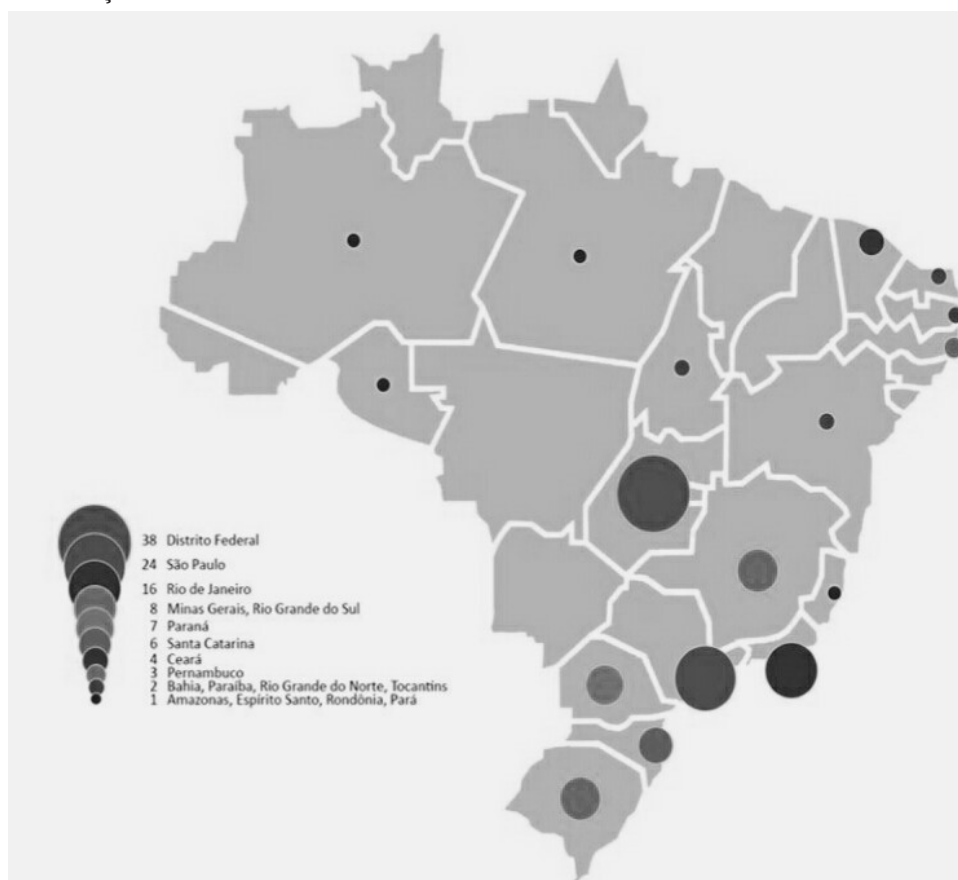 38 Distrito Federal
24 São Paulo
16 Rio de Janeiro
8 Minas Gerais, Rio Grande do Sul
7 Paraná
6 Santa Catarina
4 Ceará
3 Pernambuco
2 Bahia, Paraíba, Rio Grande do Norte, Tocantins
1 Amazonas, Espírito Santo, Rondônia, Pará